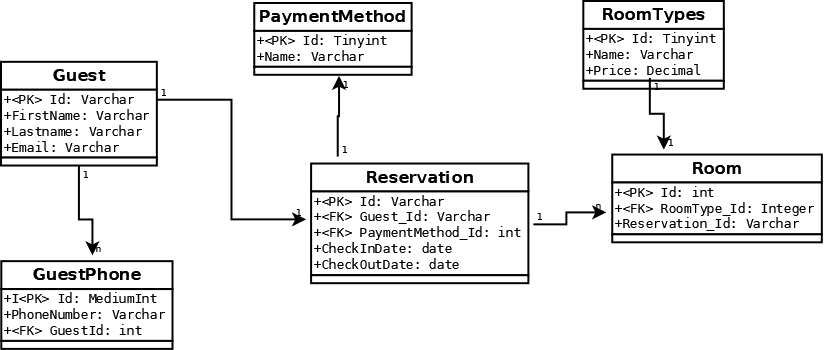 PaymentMethod
+<PK> Id: Tinyint
+Name: Varchar
1
RoomTypes
+<PK> Id: Tinyint
+Name: Varchar
+Price: Decimal
1
1
Guest
+<PK> Id: Varchar
+FirstName: Varchar
+Lastname: Varchar
+Email: Varchar
1
1
n
GuestPhone
+I<PK> Id: MediumInt
+PhoneNumber: Varchar
+<FK> GuestId: int
1
1
Reservation
+<PK> Id: Varchar
+<FK> Guest_Id: Varchar
+<FK> PaymentMethod_Id: int
+CheckInDate: date
+CheckOutDate: date
1
n
Room
+<PK> Id: int
+<FK> RoomType_Id: Integer
+Reservation_Id: Varchar